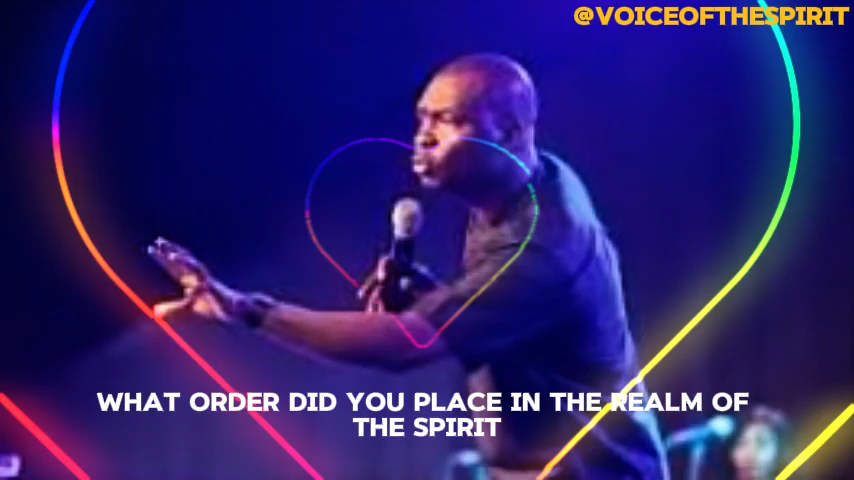 @VOICEOFTHESPIRIT
WHAT ORDER DID YOU PLACE IN THE REALM OF
THE SPIRIT